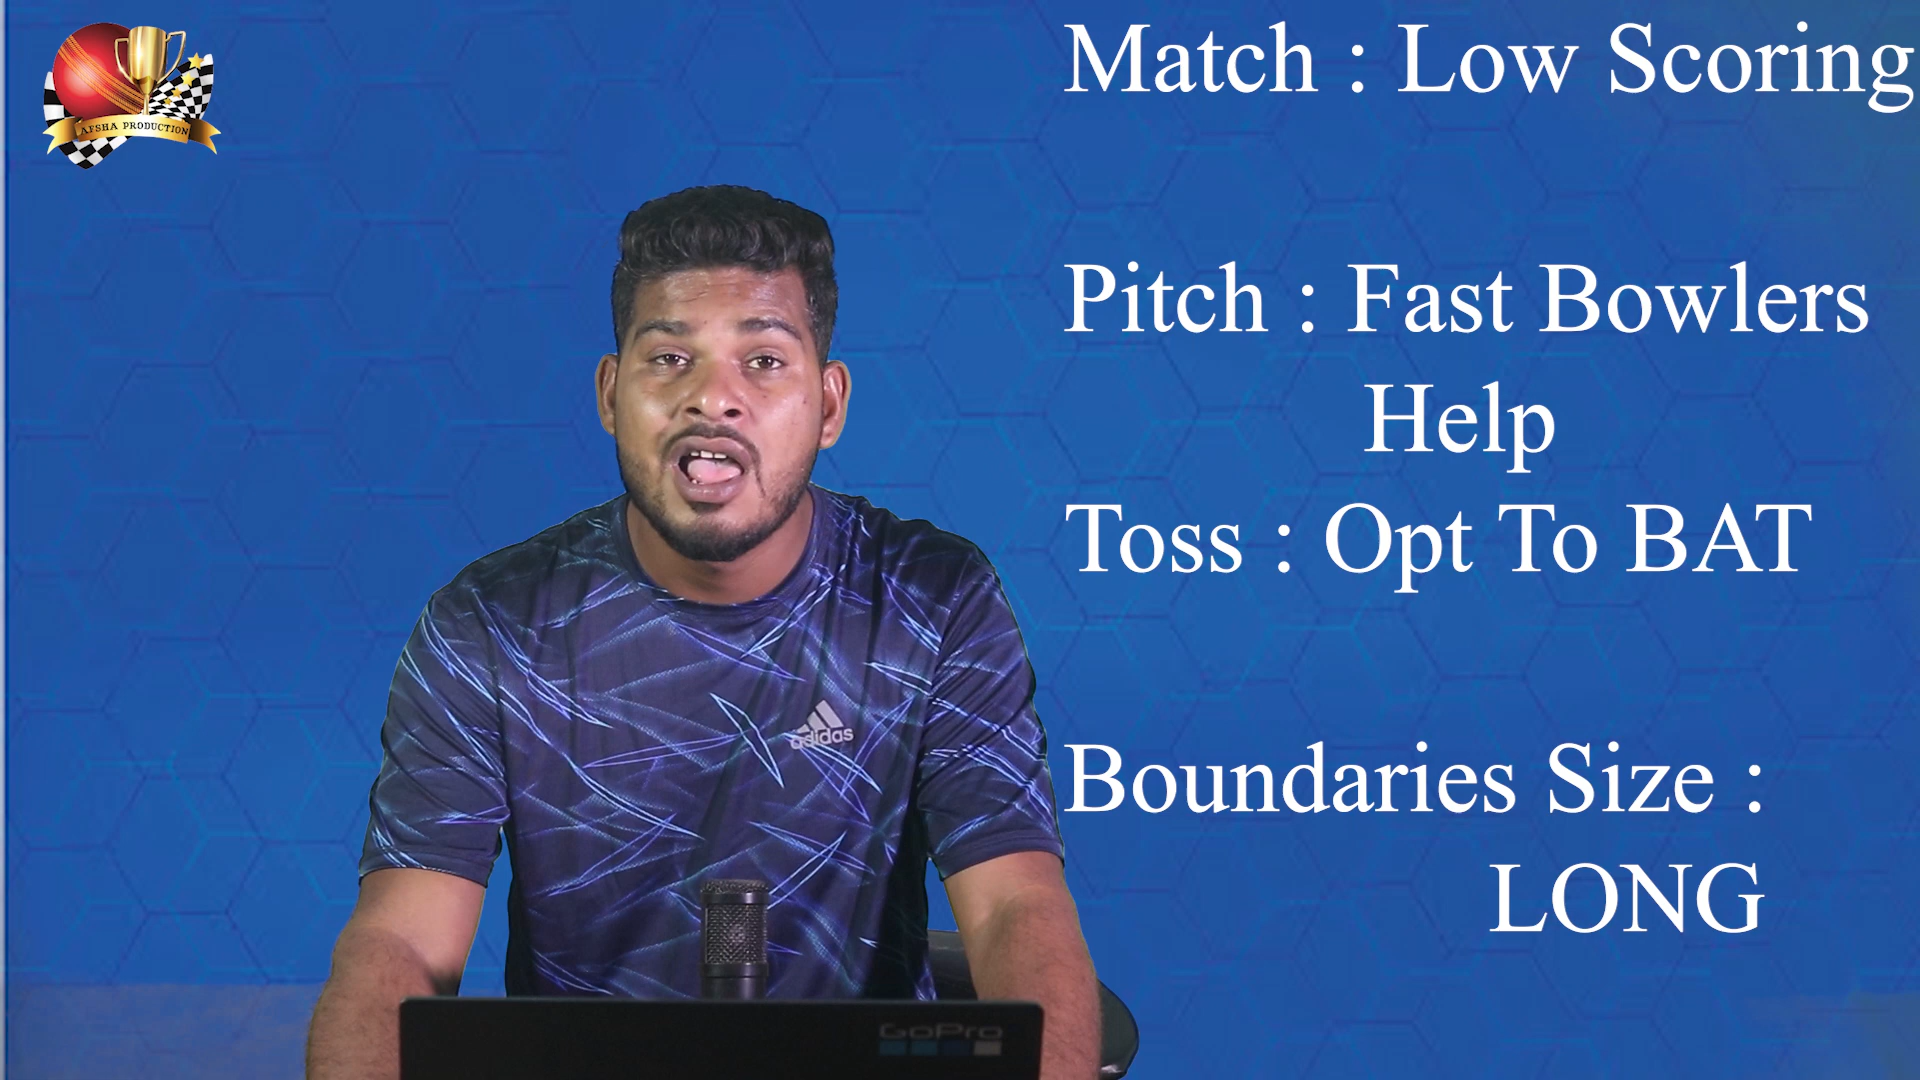 AFSHA PRODUCTION
Match : Low Scoring
Pitch : Fast Bowlers
Help
Toss : Opt To BAT
Boundaries Size :
LONG
adidas
GoPro